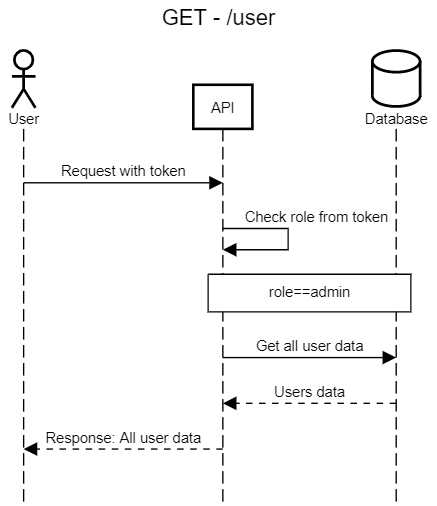 GET - /user
User
API
Database
Request with token
Check role from token
role==admin
Get all user data
Users data
Response: All user data